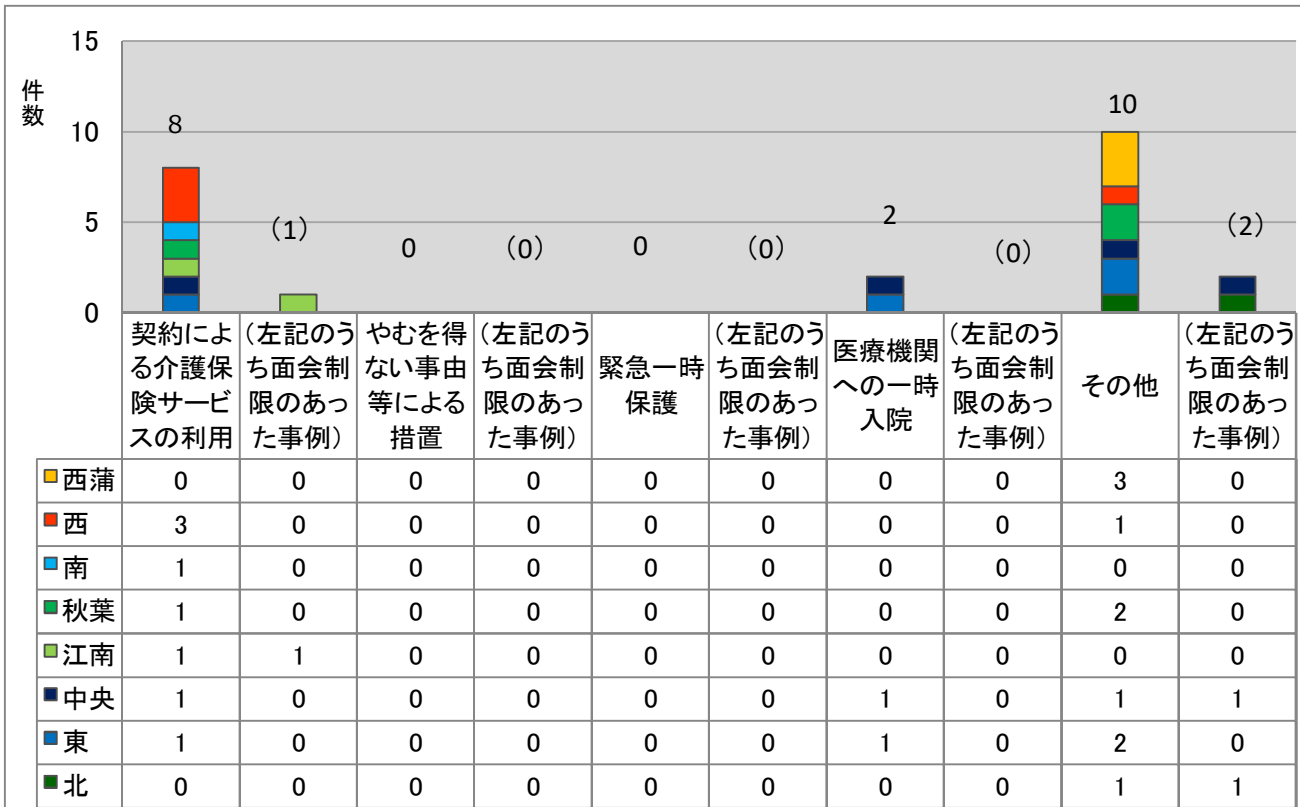 件数
15
10
5
0
8
（1）
0
（0）
0
（0）
2
（0）
10
（2）
契約によ
る介護保
険サービ
スの利用
（左記のう
ち面会制
限のあっ
た事例）
やむを得
ない事由
等による
措置
（左記のう
ち面会制
限のあっ
た事例）
緊急一時
保護
（左記のう
ち面会制
限のあっ
た事例）
医療機関
への一時
入院
（左記のう
ち面会制
限のあっ
た事例）
その他
（左記のう
ち面会制
限のあっ
た事例）
西蒲 0 0 0 0 0 0 0 0 3 0
西 3 0 0 0 0 0 0 0 1 0
南 1 0 0 0 0 0 0 0 0 0
秋葉 1 0 0 0 0 0 0 0 2 0
江南 1 1 0 0 0 0 0 0 0 0
中央 1 0 0 0 0 0 1 0 1 1
東 1 0 0 0 0 0 1 0 2 0
北 0 0 0 0 0 0 0 0 1 1